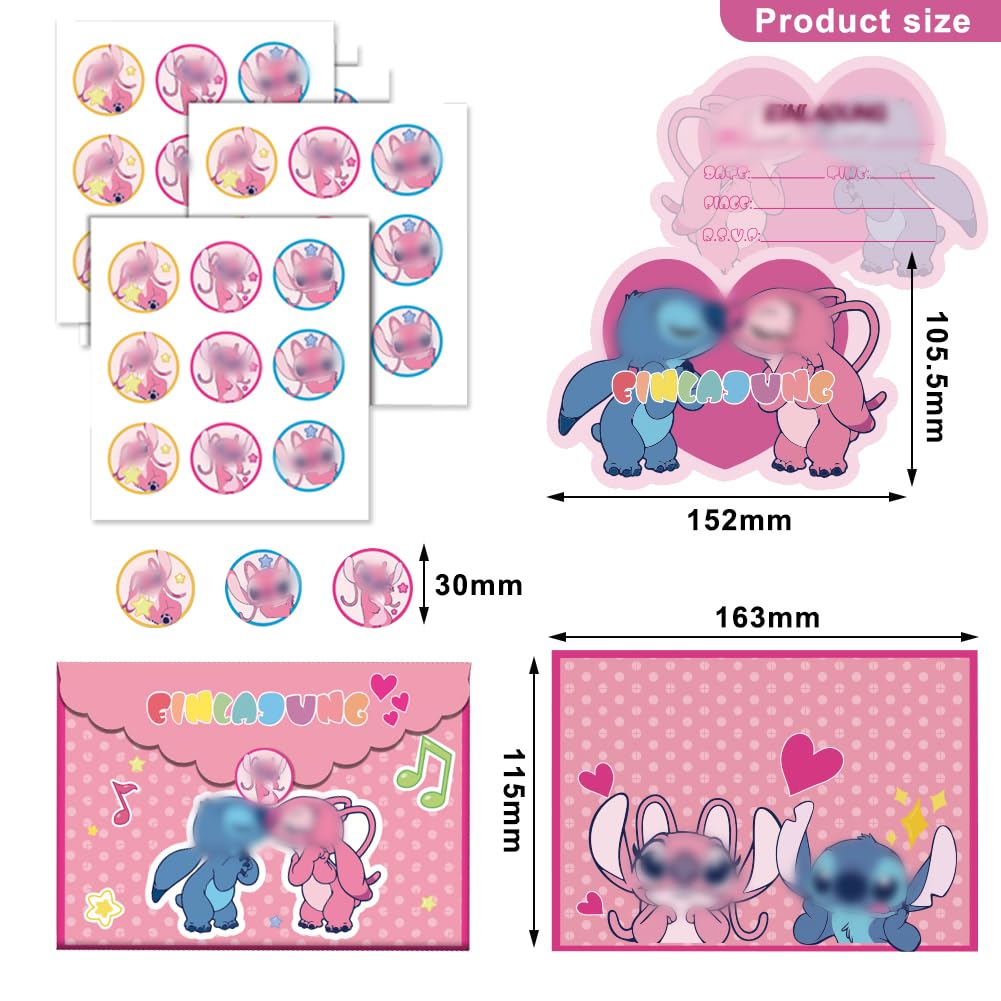 Product size
EINLADUNG
DATE: TIME:
PLACE:
R.S.V.P:
EINLADUNG
105.5mm
152mm
30mm
163mm
EINLADUNG
115mm